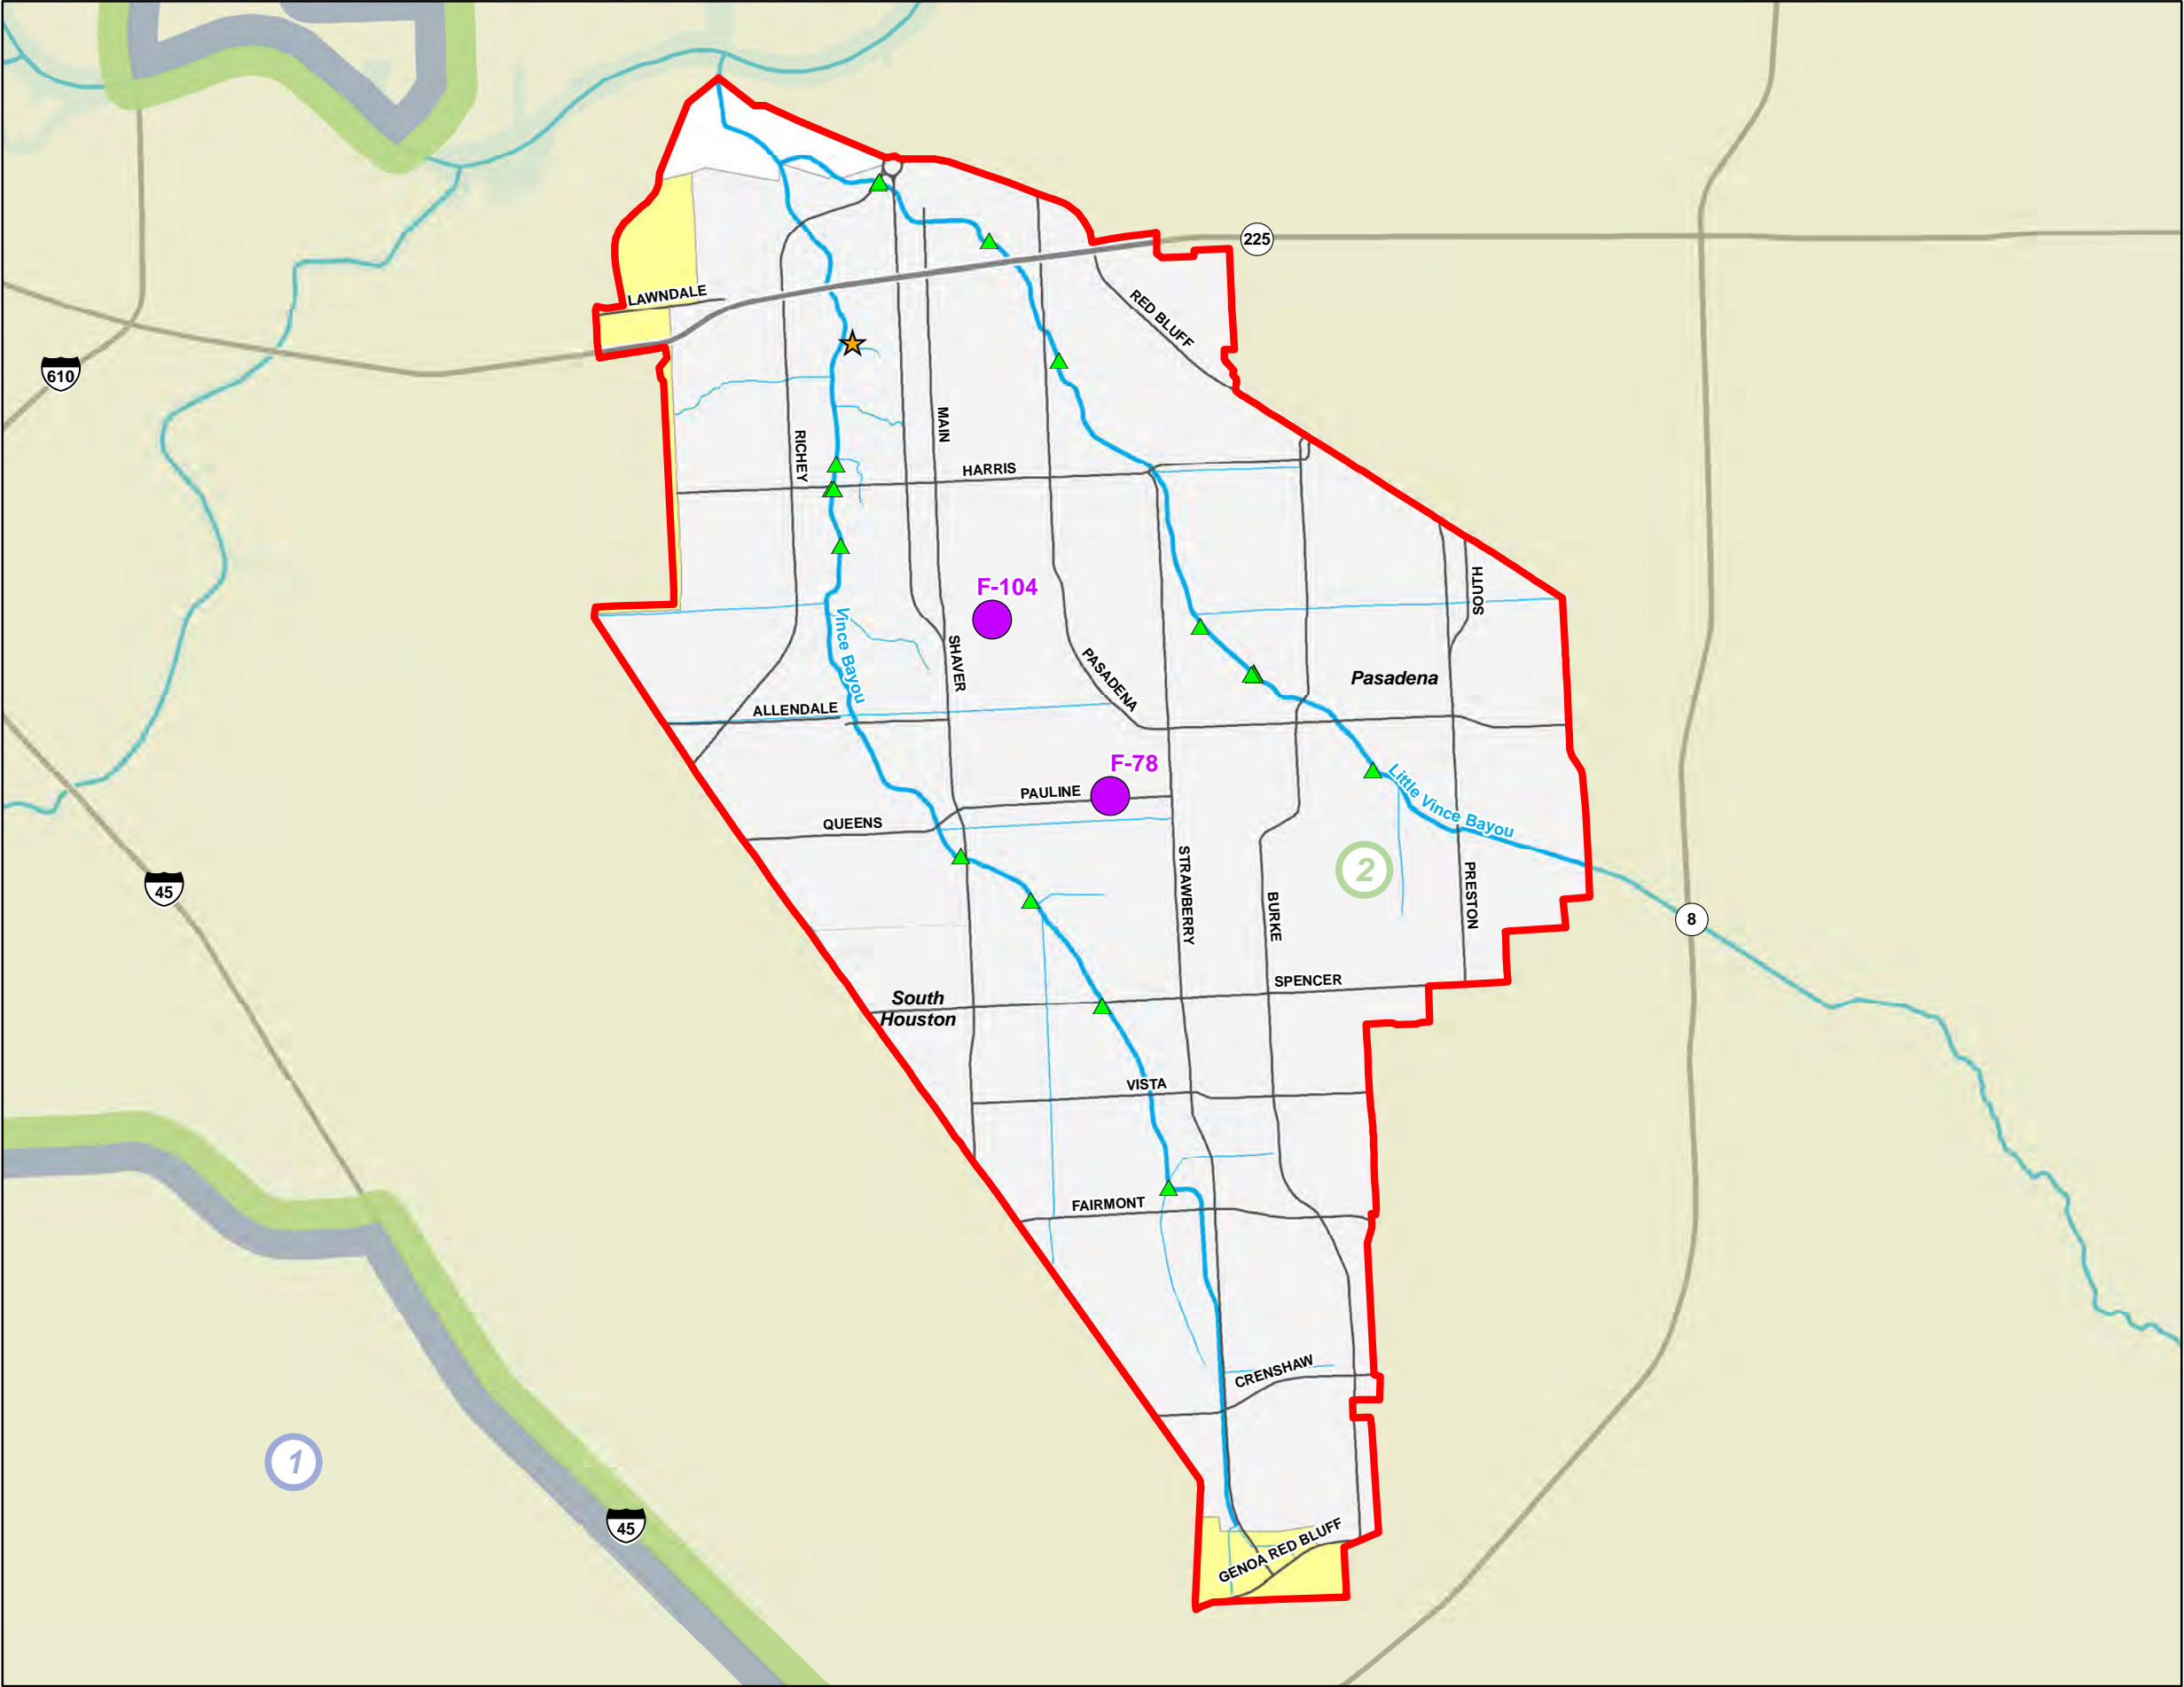 225
LAWNDALE
RED BLUFF
610
MAIN
RICHEY
HARRIS
SOUTH
F-104
Vince Bayou
SHAVER
PASADENA
Pasadena
ALLENDALE
F-78
PAULINE
Little Vince Bayou
QUEENS
STRAWBERRY
2
45
BURKE
PRESTON
8
SPENCER
South
Houston
VISTA
FAIRMONT
CRENSHAW
1
45
GENOA RED BLUFF